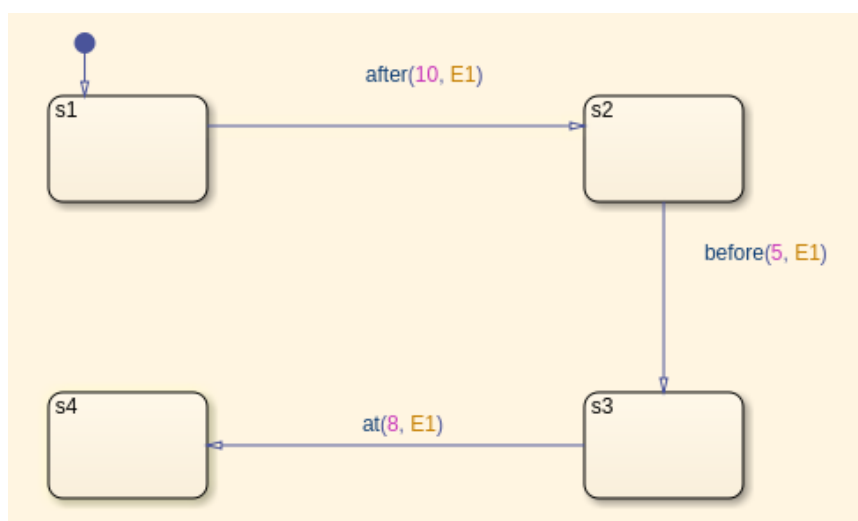 after(10, E1)
s1
s2
before(5, E1)
s4
at(8, E1)
s3